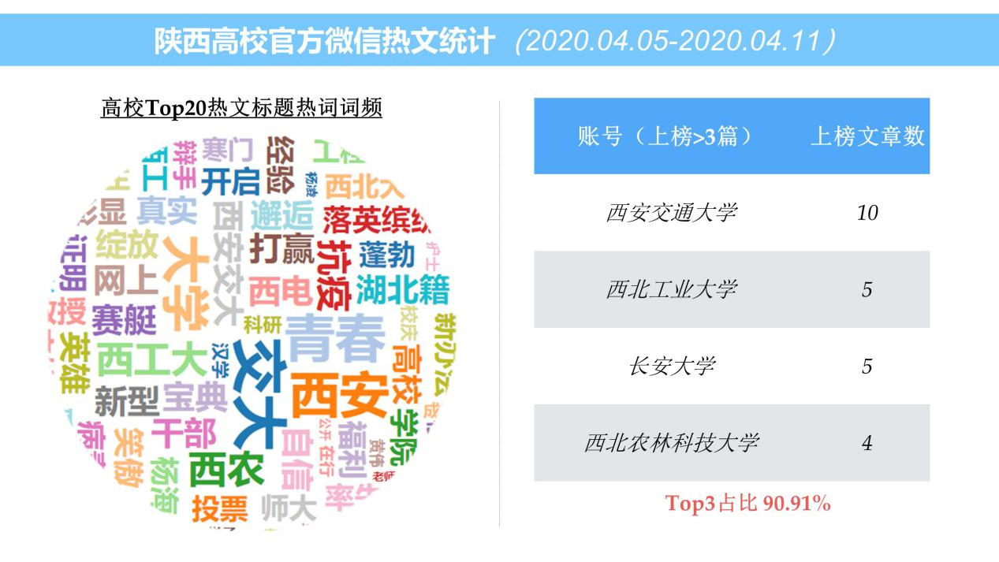 陕西高校官方微信热文统计（2020.04.05-2020.04.11）
高校Top20热文标题热词词频
辩手
寒门
经验
开启
杨凌
西北
真实
西安交大
邂逅
落英缤纷
证明
绽放
大学
打赢
抗疫
蓬勃
护士
网上
西电
湖北籍
赛艇
科研
青春
校庆
新办法
英雄
西工大
汉学
交大
西安
高校
新型
宝典
学院
笑傲
干部
自信
公开
在行
福利
黄伟
老师
杨海
西农
投票
师大
账号（上榜>3篇） 上榜文章数
西安交通大学 10
西北工业大学 5
长安大学 5
西北农林科技大学 4
Top3占比 90.91%